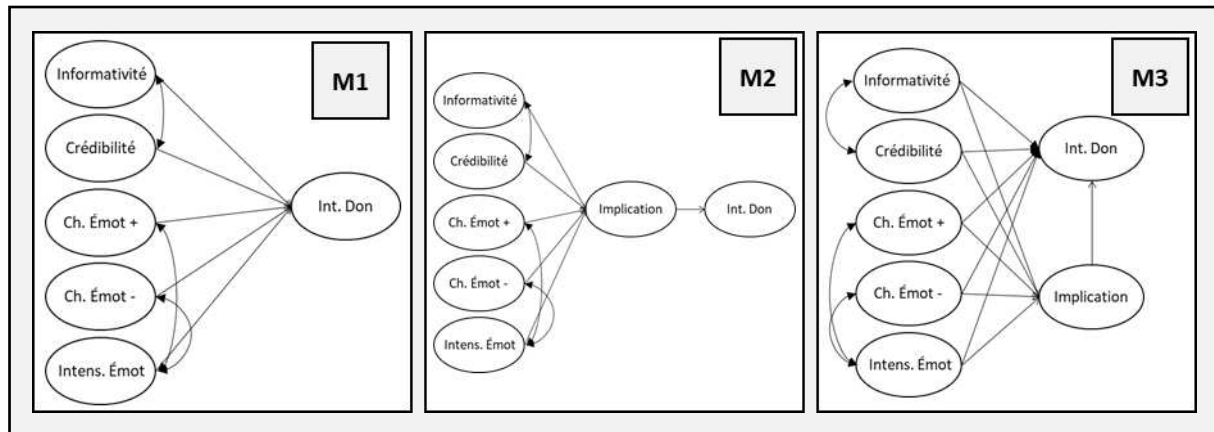 M1
Informativité
Crédibilité
Ch. Émot +
Ch. Émot -
Intens. Émot
Int. Don
M2
Informativité
Crédibilité
Ch. Émot +
Ch. Émot -
Intens. Émot
Implication
Int. Don
M3
Informativité
Crédibilité
Ch. Émot +
Ch. Émot -
Intens. Émot
Int. Don
Implication